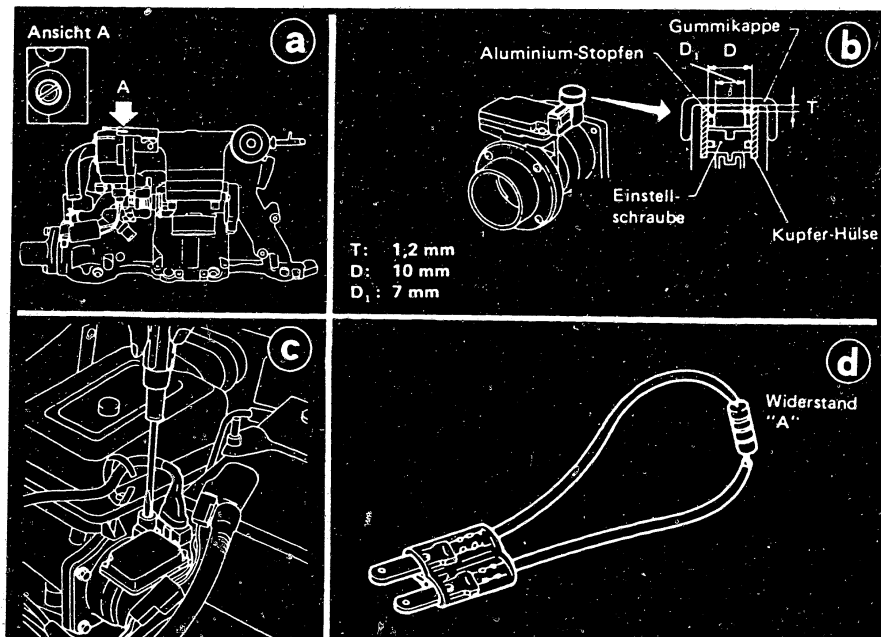 Ansicht A
a
A
b
Gummikappe
D₁ D
Aluminium-Stopfen
T
Einstell-
schraube
Kupfer-Hülse
T: 1,2 mm
D: 10 mm
D₁: 7 mm
c
d
Widerstand
"A"